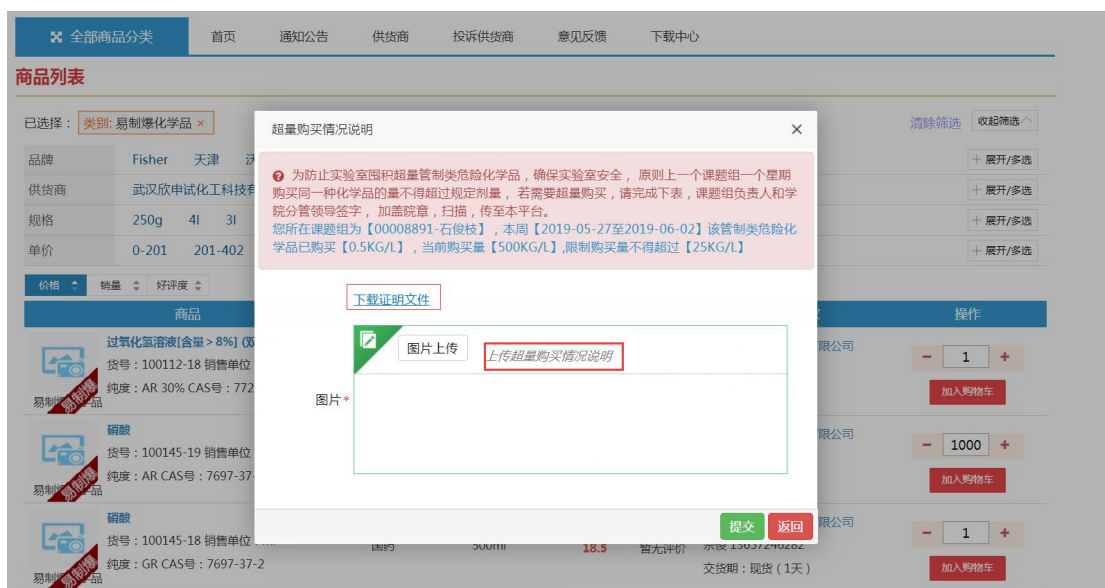 全部商品分类 首页 通知公告 供货商 投诉供货商 意见反馈 下载中心
商品列表
已选择： 类别: 易制爆化学品 × 清除筛选 收起筛选
品牌 Fisher 天津 展开/多选
供货商 武汉欣申试化工科技有 展开/多选
规格 250g 4l 3l 展开/多选
单价 0-201 201-402 展开/多选
价格 销量 好评度
商品 操作
超量购买情况说明 ×
为防止实验室囤积超量管制类危险化学品，确保实验室安全， 原则上一个课题组一个星期
购买同一种化学品的量不得超过规定剂量， 若需要超量购买，请完成下表，课题组负责人和学
院分管领导签字， 加盖院章，扫描，传至本平台。
您所在课题组为【00008891-石俊枝】，本周【2019-05-27至2019-06-02】该管制类危险化
学品已购买【0.5KG/L】，当前购买量【500KG/L】,限制购买量不得超过【25KG/L】
下载证明文件
图片上传 上传超量购买情况说明
图片*
提交 返回
过氧化氢溶液[含量＞8%] (双
货号：100112-18 销售单位
纯度：AR 30% CAS号：772
易制爆
限公司
− 1 +
加入购物车
硝酸
货号：100145-19 销售单位
纯度：AR CAS号：7697-37-
易制爆
限公司
− 1000 +
加入购物车
硝酸
货号：100145-18 销售单位
纯度：GR CAS号：7697-37-2
易制爆
国药 500ml 18.5 暂无评价
限公司
交货期：现货（1天）
− 1 +
加入购物车